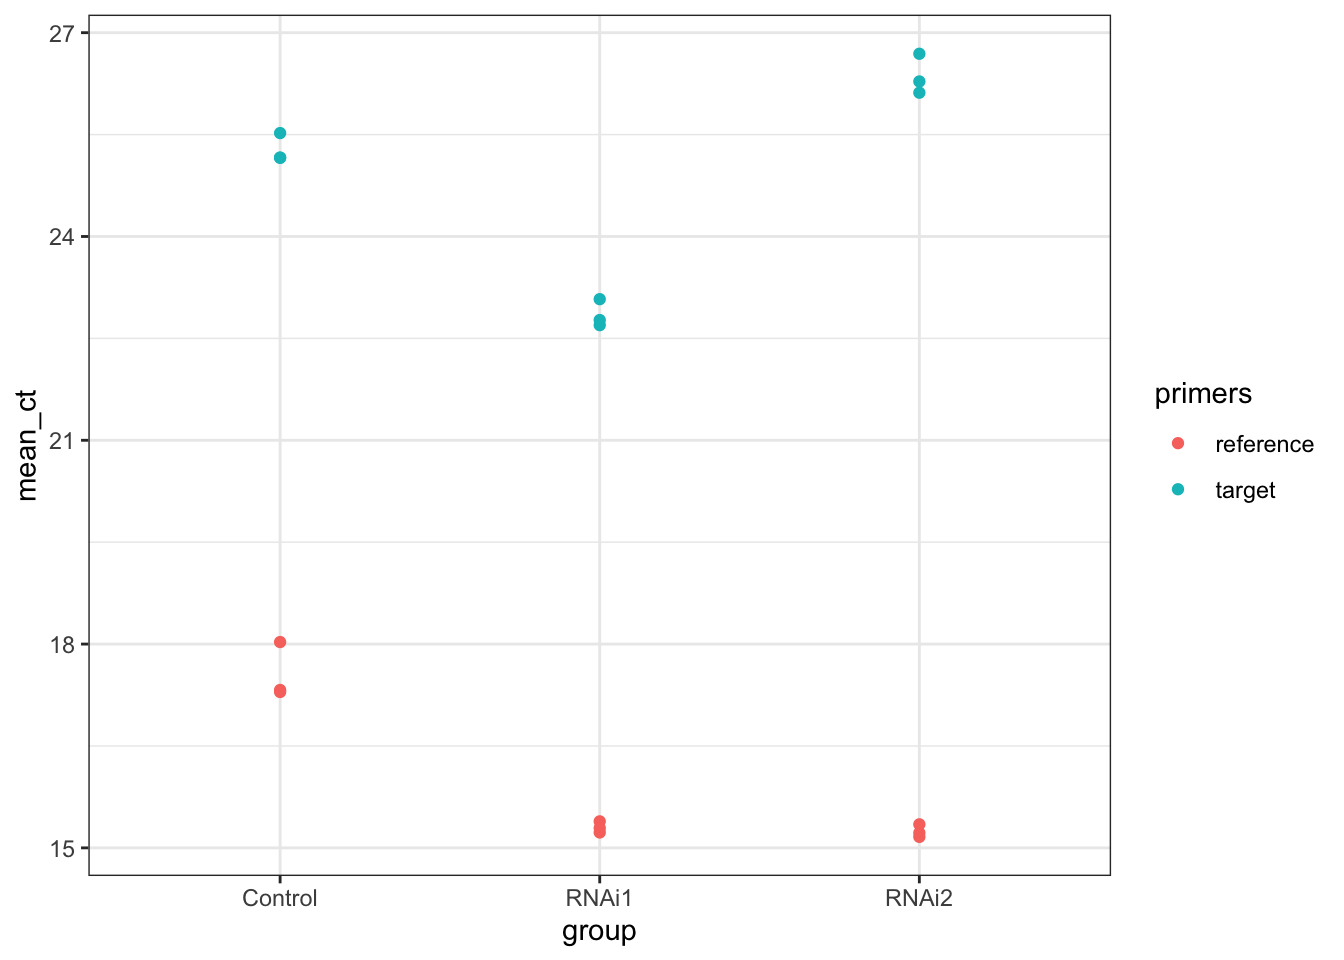 27
24
21
18
15
mean_ct
Control
RNAi1
RNAi2
group
primers
reference
target